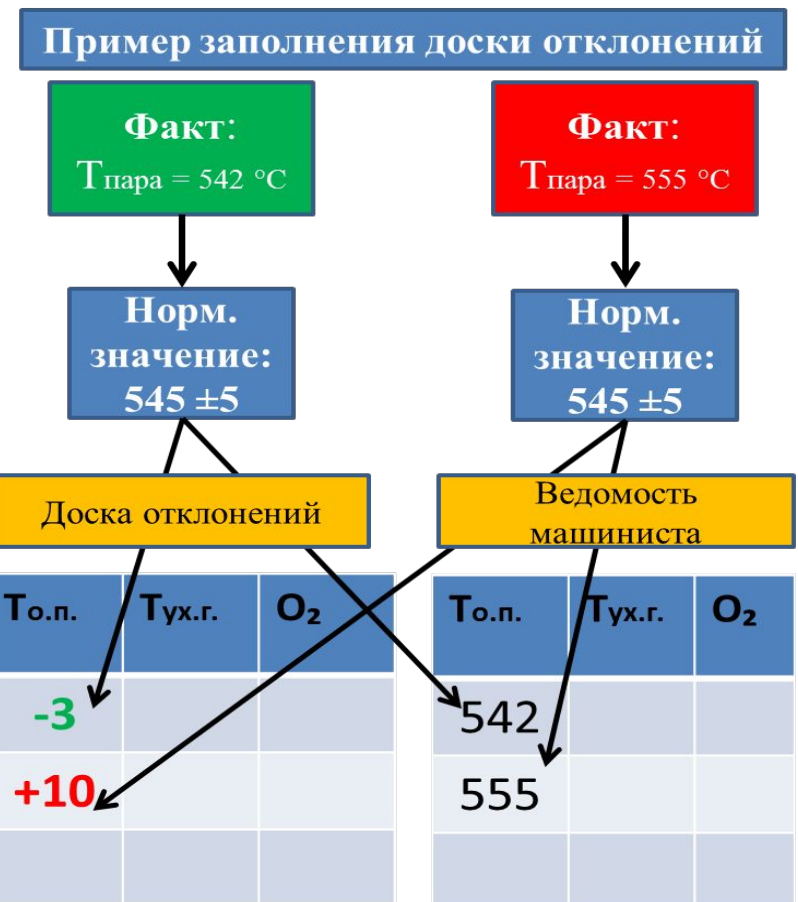 Пример заполнения доски отклонений
Факт:
Тпара = 542 °С
Факт:
Тпара = 555 °С
Норм.
значение:
545 ±5
Норм.
значение:
545 ±5
Доска отклонений
Ведомость
машиниста
То.п. Тух.г. O₂
-3
+10
То.п. Тух.г. O₂
542
555